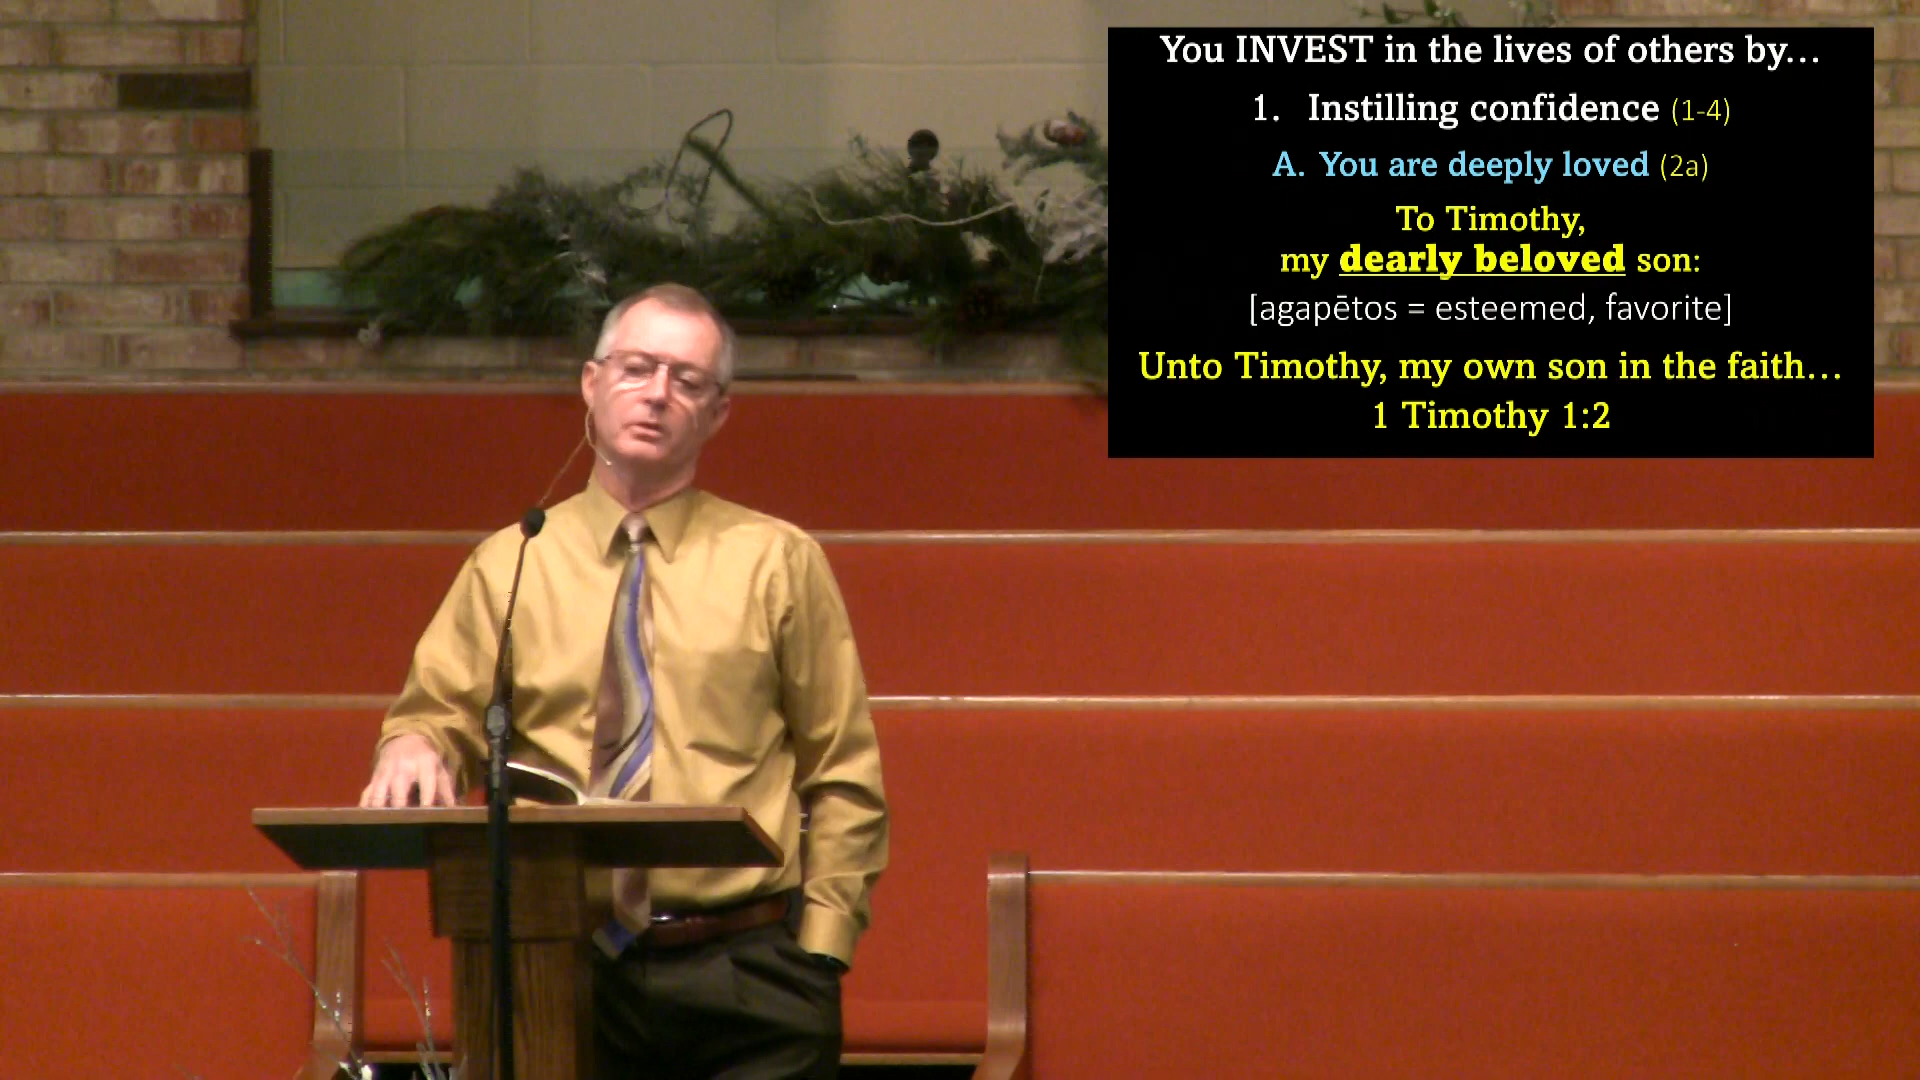 You INVEST in the lives of others by…
1. Instilling confidence (1-4)
A. You are deeply loved (2a)
To Timothy,
my dearly beloved son:
[agapētos = esteemed, favorite]
Unto Timothy, my own son in the faith…
1 Timothy 1:2